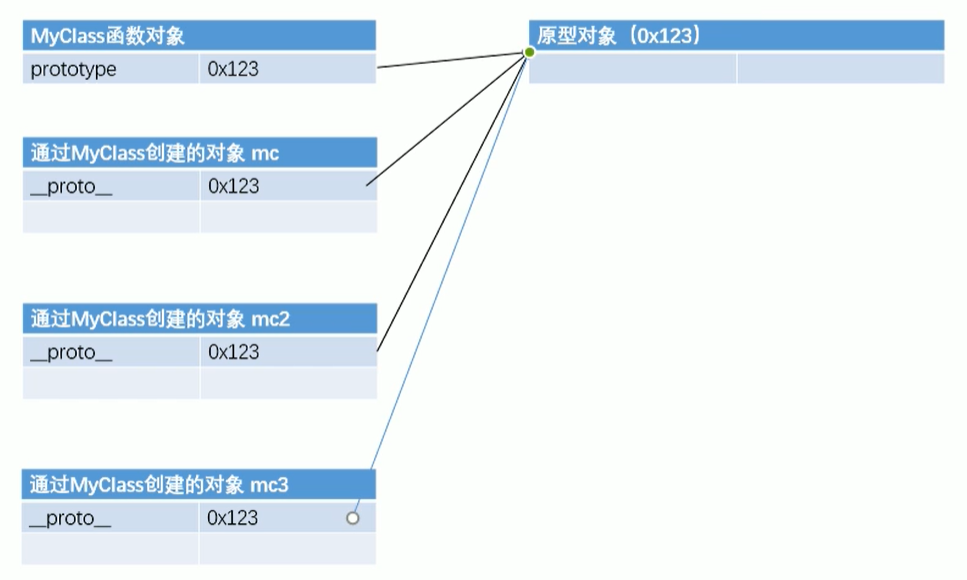 MyClass函数对象
prototype 0x123
原型对象（0x123）
通过MyClass创建的对象 mc
__proto__ 0x123
通过MyClass创建的对象 mc2
__proto__ 0x123
通过MyClass创建的对象 mc3
__proto__ 0x123